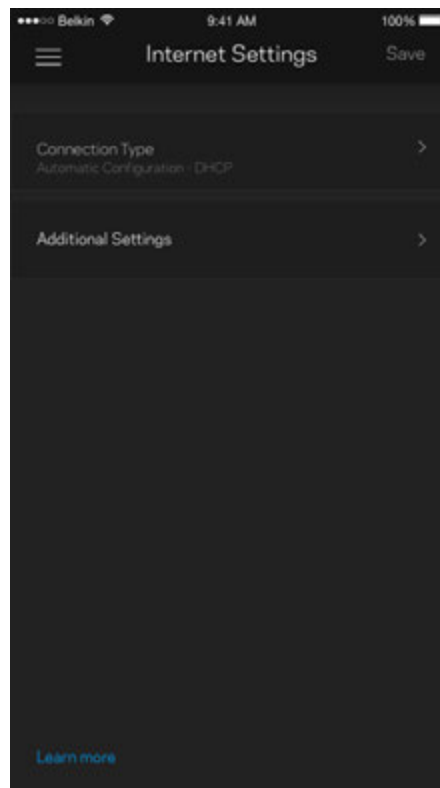 Belkin 9:41 AM 100%
Internet Settings Save
Connection Type
Automatic Configuration - DHCP
Additional Settings
Learn more